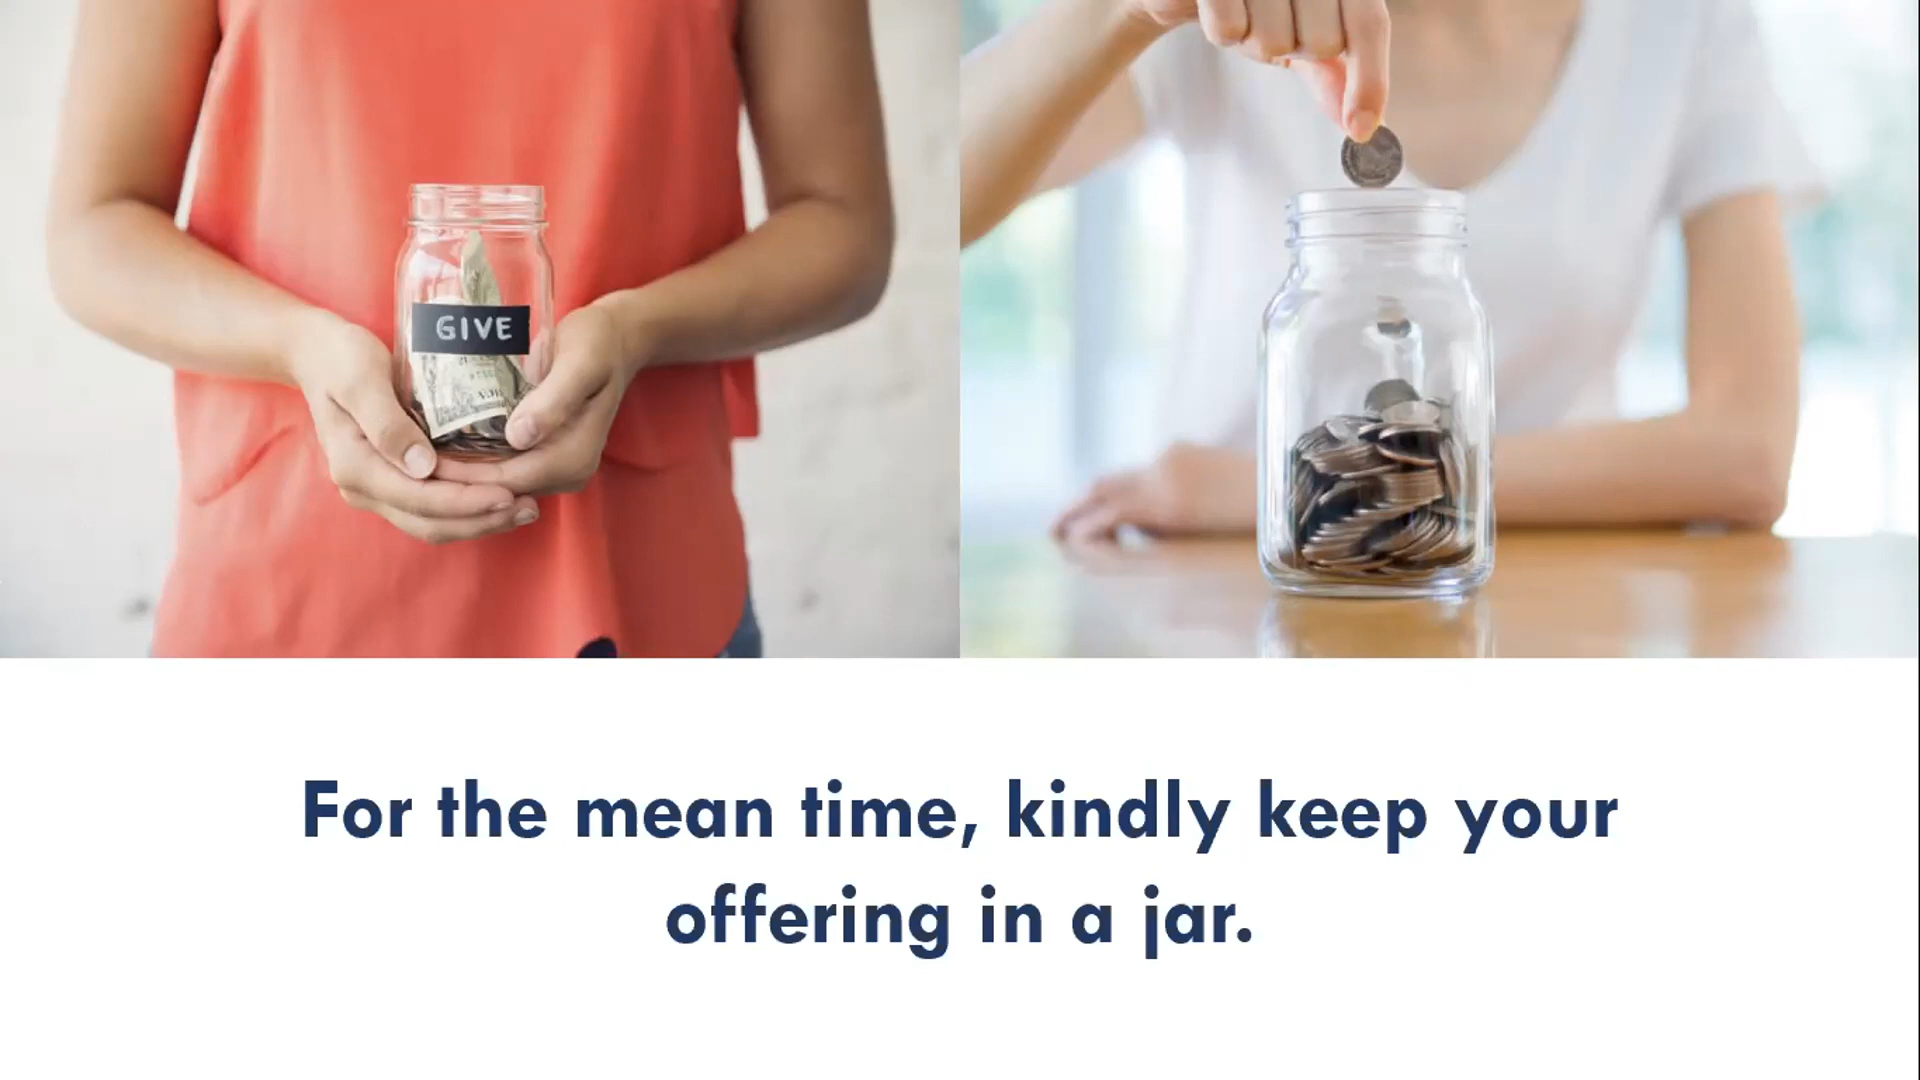 GIVE
For the mean time, kindly keep your
offering in a jar.